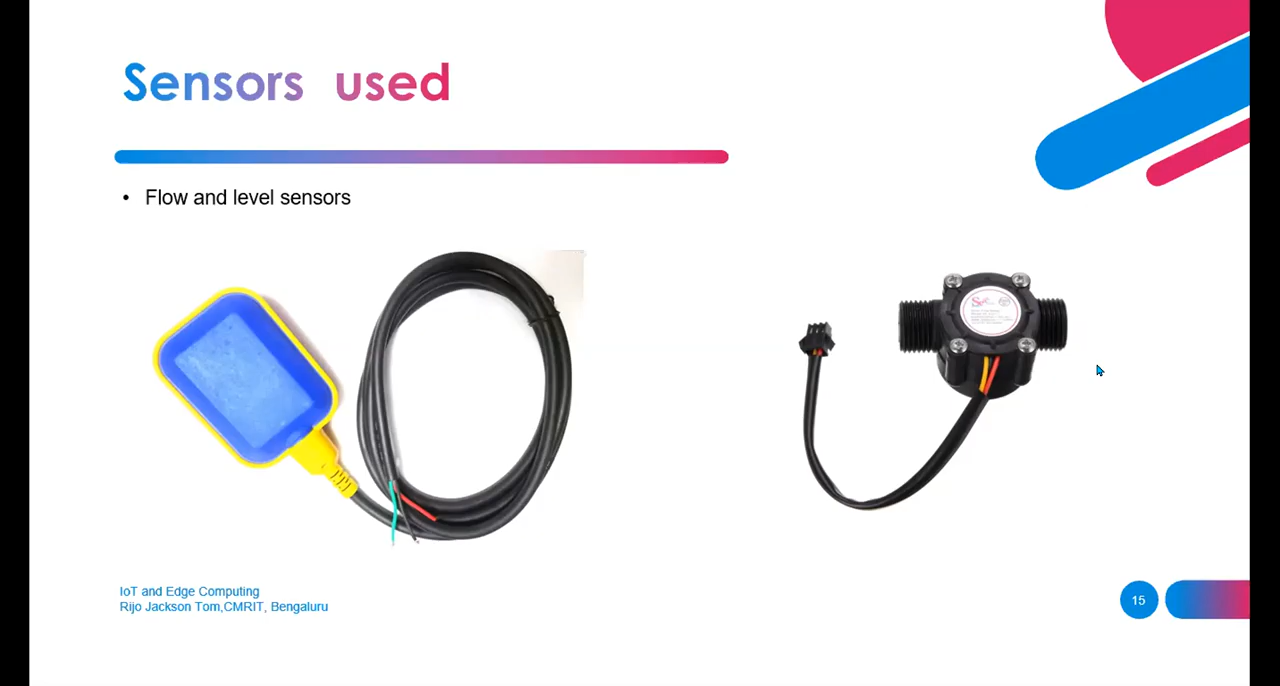 Sensors used
• Flow and level sensors
IoT and Edge Computing
Rijo Jackson Tom,CMRIT, Bengaluru
15